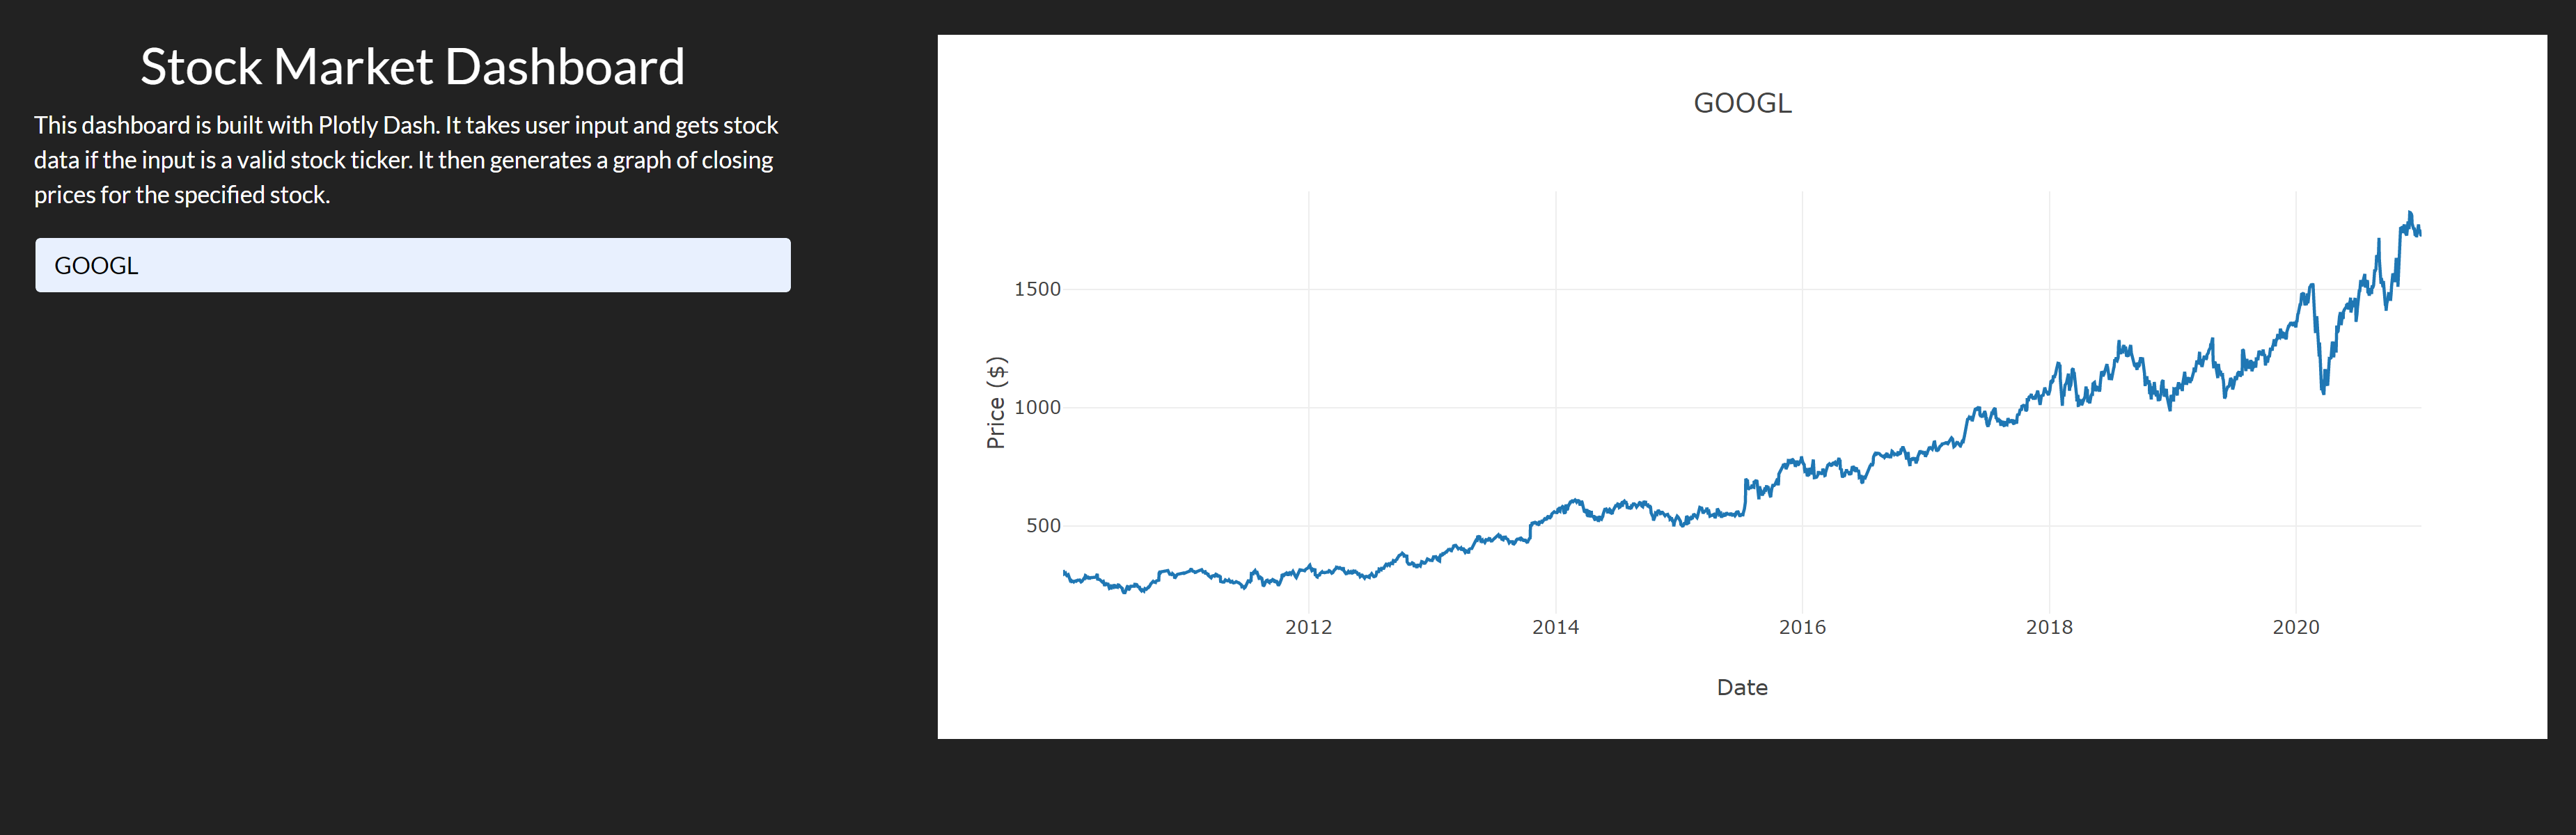 Stock Market Dashboard
This dashboard is built with Plotly Dash. It takes user input and gets stock
data if the input is a valid stock ticker. It then generates a graph of closing
prices for the specified stock.
GOOGL
GOOGL
Price ($)
1500
1000
500
2012 2014 2016 2018 2020
Date